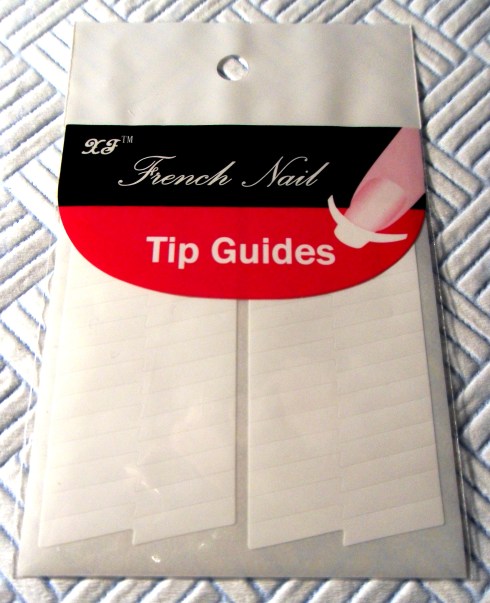 XF™
French Nail
Tip Guides